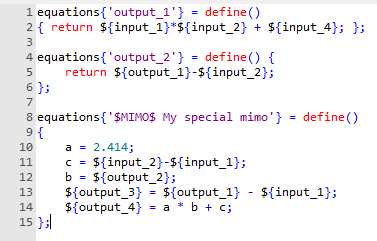 1 equations{'output_1'} = define()
2 { return ${input_1}*${input_2} + ${input_4}; };
3
4 equations{'output_2'} = define() {
5     return ${output_1}-${input_2};
6 };
7
8 equations{'$MIMO$ My special mimo'} = define()
9 {
10     a = 2.414;
11     c = ${input_2}-${input_1};
12     b = ${output_2};
13     ${output_3} = ${output_1} - ${input_1};
14     ${output_4} = a * b + c;
15 };